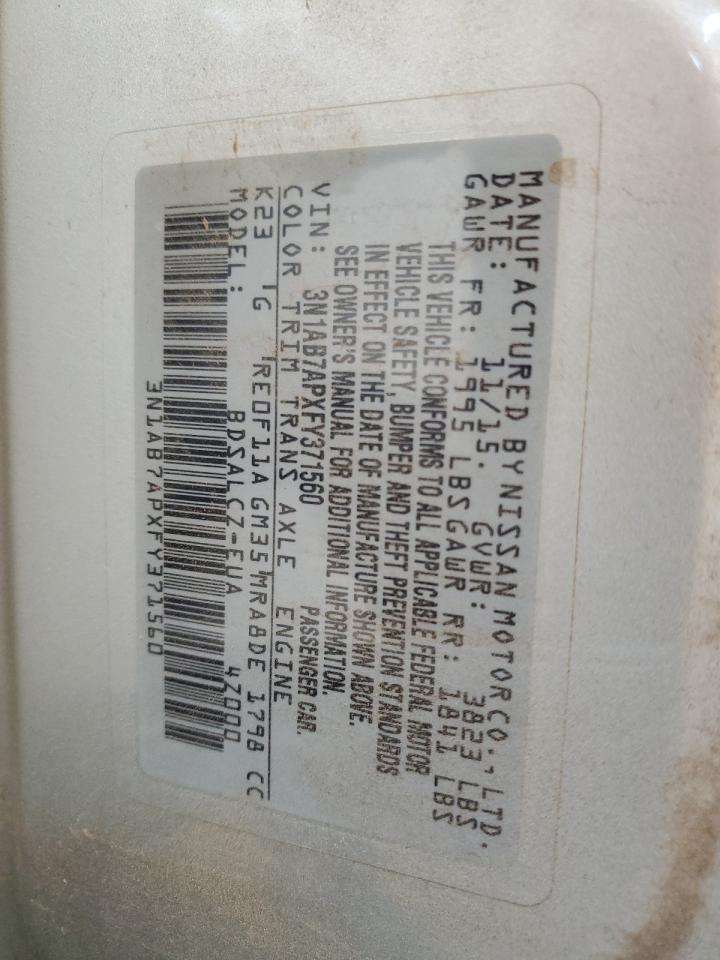 MANUFACTURED BY NISSAN MOTOR CO., LTD.
DATE: 11/15. GVWR: 3823 LBS
GAWR FR: 1995 LBS GAWR RR: 1841 LBS
THIS VEHICLE CONFORMS TO ALL APPLICABLE FEDERAL MOTOR
VEHICLE SAFETY, BUMPER AND THEFT PREVENTION STANDARDS
IN EFFECT ON THE DATE OF MANUFACTURE SHOWN ABOVE.
SEE OWNER'S MANUAL FOR ADDITIONAL INFORMATION.
VIN: 3N1AB7APXFY371560 PASSENGER CAR.
COLOR TRIM TRANS AXLE ENGINE
K23 G RE0F11A GM35 MRA8DE 1798 CC
MODEL: BDSALCZ-EUA 4Z000
3N1AB7APXFY371560